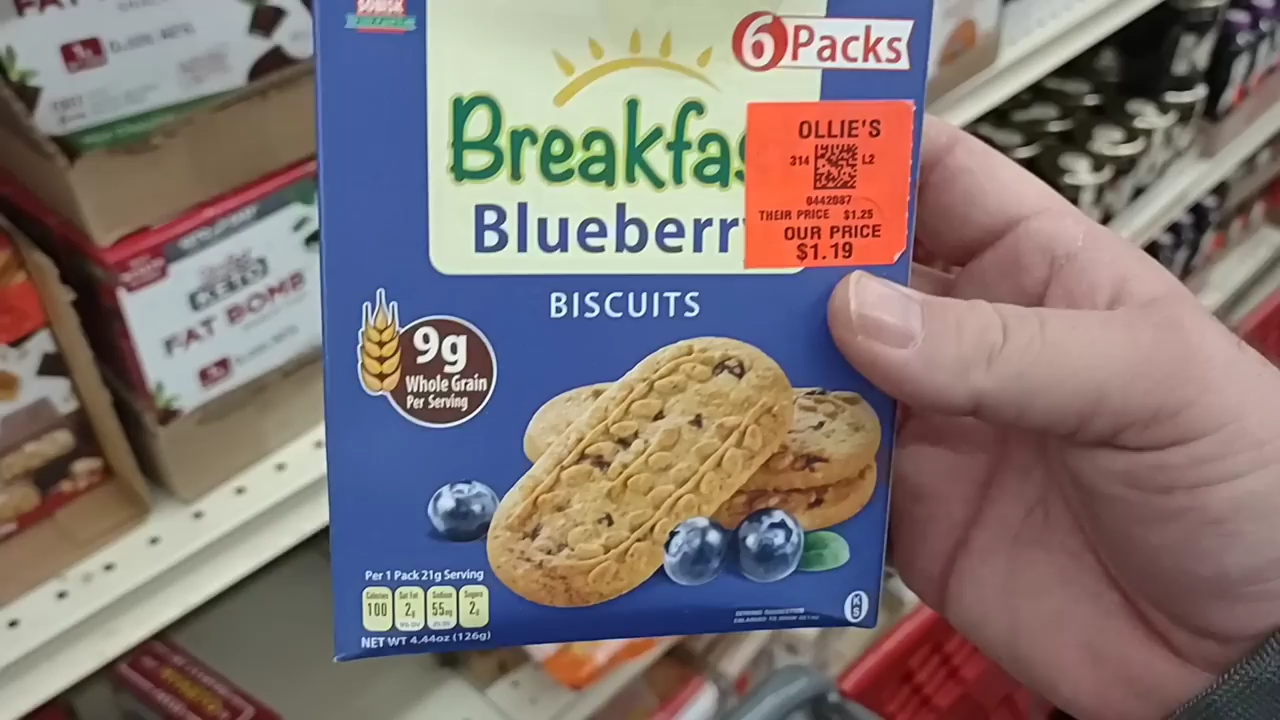 6 Packs
Breakfas
Blueberr
OLLIE'S
314 L2
0442087
THEIR PRICE $1.25
OUR PRICE
$1.19
BISCUITS
9g
Whole Grain
Per Serving
Per 1 Pack 21g Serving
Calories Sat Fat Sodium Sugars
100 2g 55mg 2g
NET WT 4.44oz (126g)
K
S
FAT BOMB